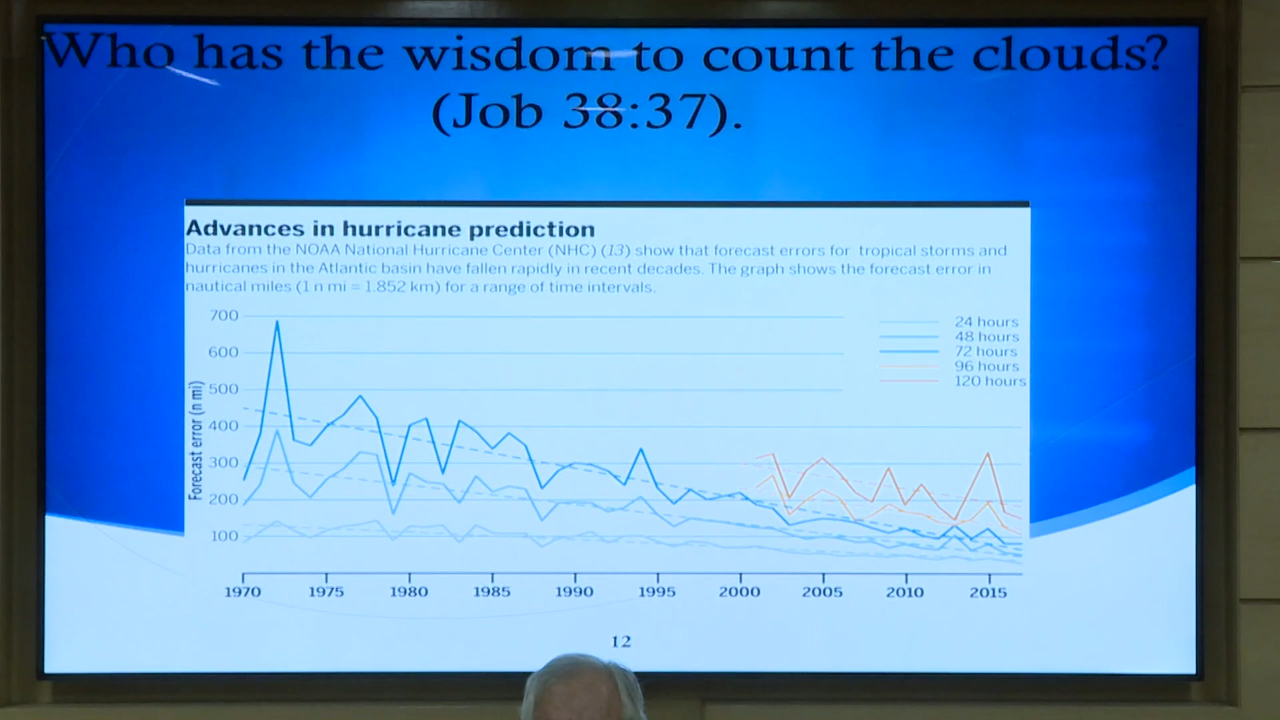 Who has the wisdom to count the clouds?
(Job 38:37).
Advances in hurricane prediction
Data from the NOAA National Hurricane Center (NHC) (13) show that forecast errors for tropical storms and
hurricanes in the Atlantic basin have fallen rapidly in recent decades. The graph shows the forecast error in
nautical miles (1 n mi = 1.852 km) for a range of time intervals.
Forecast error (n mi)
700
600
500
400
300
200
100
24 hours
48 hours
72 hours
96 hours
120 hours
1970 1975 1980 1985 1990 1995 2000 2005 2010 2015
12